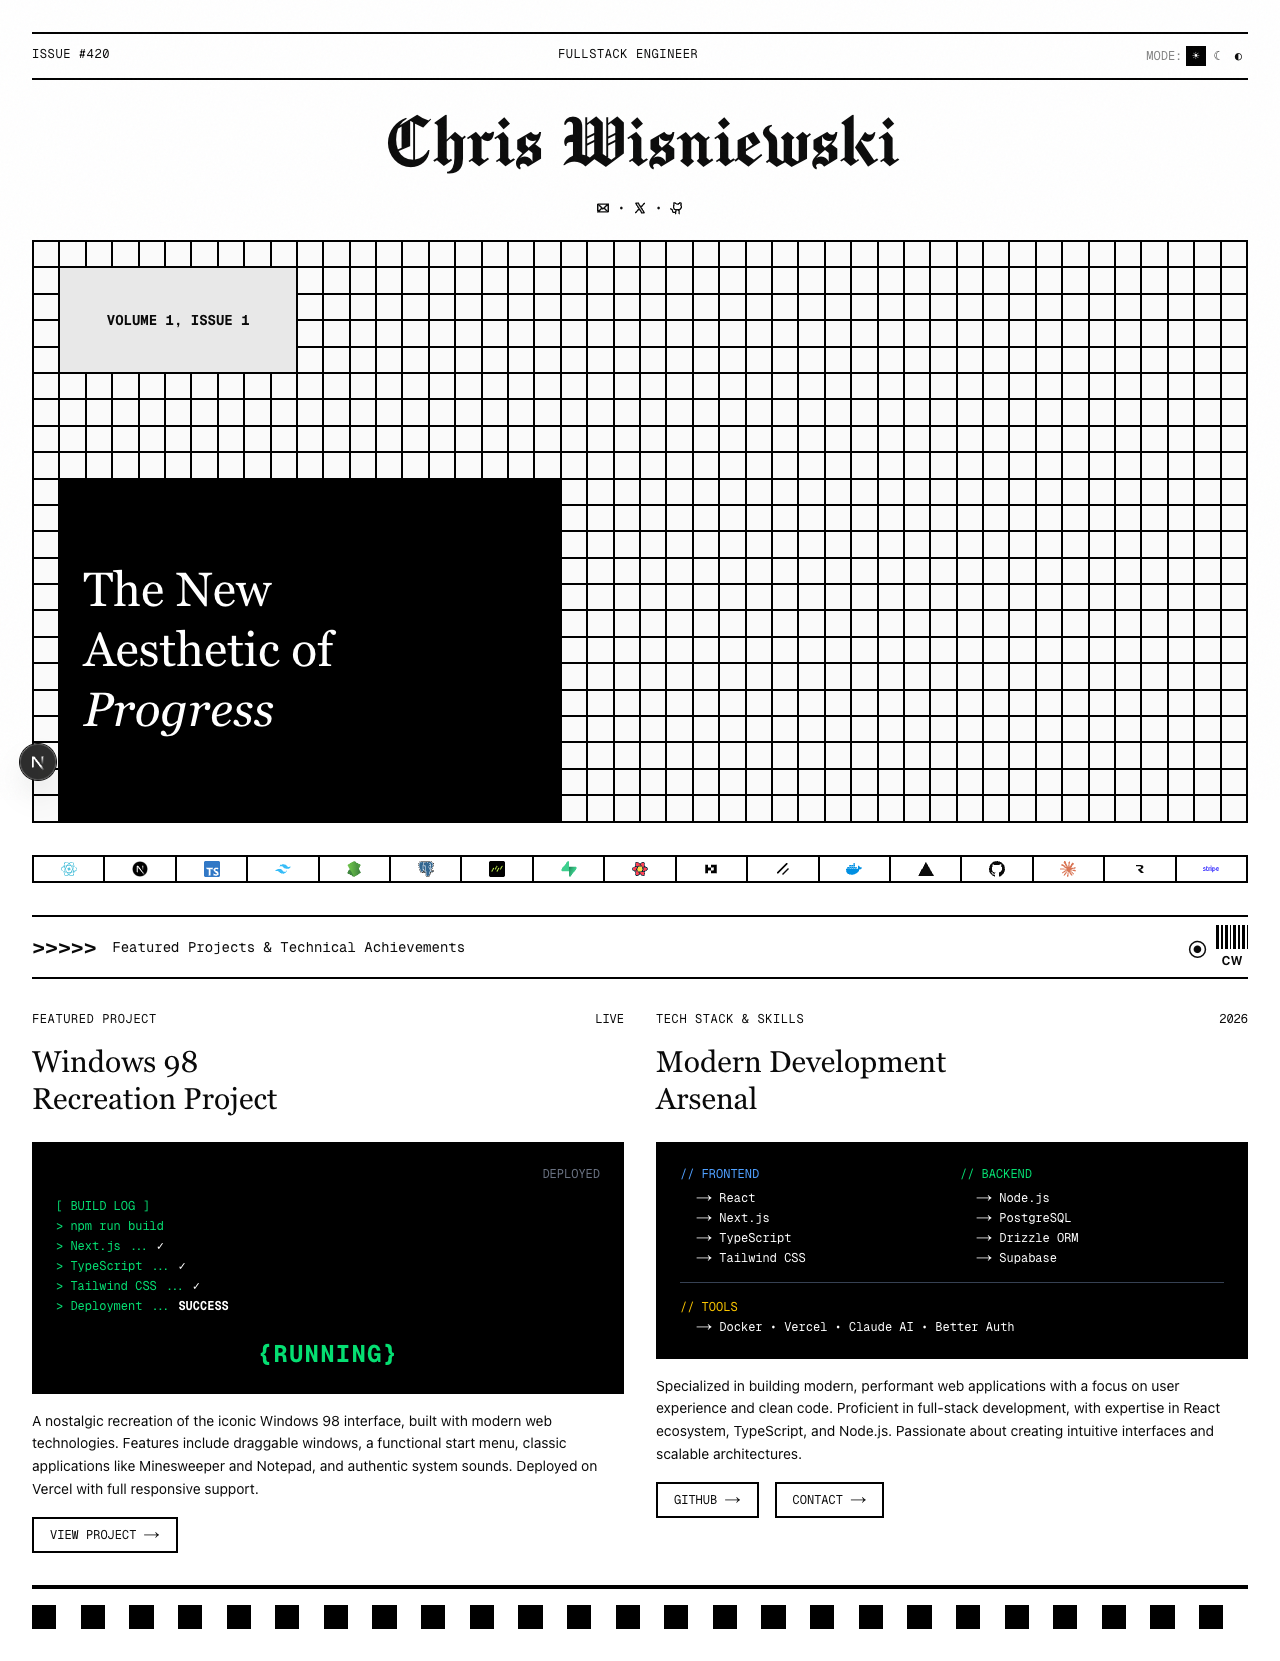 ISSUE #420
FULLSTACK ENGINEER
MODE:
Chris Wisniewski
VOLUME 1, ISSUE 1
The New
Aesthetic of
Progress
N
TS
stripe
>>>>> Featured Projects & Technical Achievements
CW
FEATURED PROJECT
LIVE
Windows 98
Recreation Project
DEPLOYED
[ BUILD LOG ]
> npm run build
> Next.js ... ✓
> TypeScript ... ✓
> Tailwind CSS ... ✓
> Deployment ... SUCCESS
{RUNNING}
A nostalgic recreation of the iconic Windows 98 interface, built with modern web
technologies. Features include draggable windows, a functional start menu, classic
applications like Minesweeper and Notepad, and authentic system sounds. Deployed on
Vercel with full responsive support.
VIEW PROJECT →
TECH STACK & SKILLS
2026
Modern Development
Arsenal
// FRONTEND
→ React
→ Next.js
→ TypeScript
→ Tailwind CSS
// BACKEND
→ Node.js
→ PostgreSQL
→ Drizzle ORM
→ Supabase
// TOOLS
→ Docker • Vercel • Claude AI • Better Auth
Specialized in building modern, performant web applications with a focus on user
experience and clean code. Proficient in full-stack development, with expertise in React
ecosystem, TypeScript, and Node.js. Passionate about creating intuitive interfaces and
scalable architectures.
GITHUB →
CONTACT →